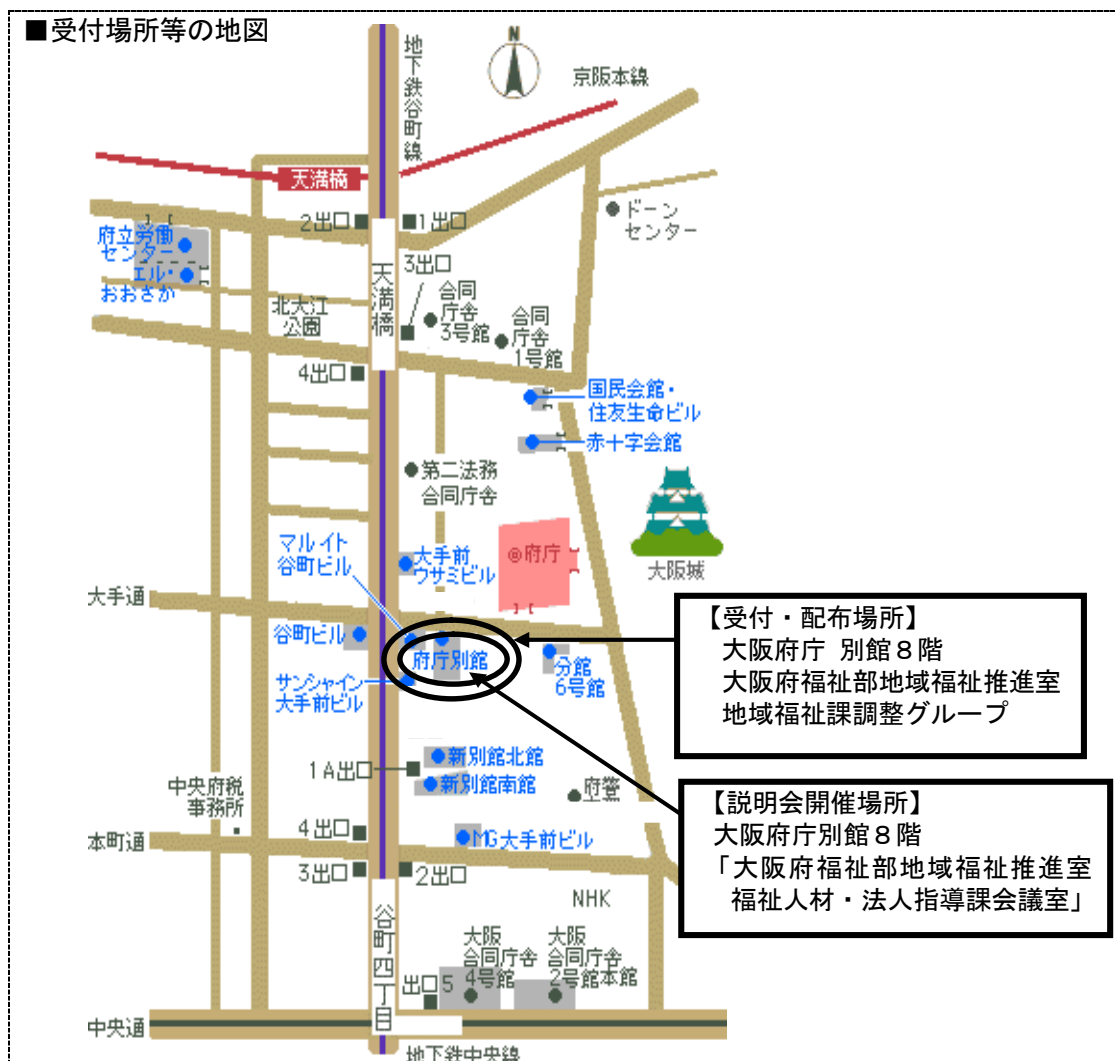 ■受付場所等の地図
N
地下鉄谷町線
京阪本線
天満橋
2出口
1出口
ドーン
センター
府立労働
センター
エル・
おおさか
3出口
天満橋
北大江
公園
合同
庁舎
3号館
合同
庁舎
1号館
4出口
国民会館・
住友生命ビル
赤十字会館
第二法務
合同庁舎
マルイト
谷町ビル
大手前
ウサミビル
◎府庁
大阪城
大手通
谷町ビル
府庁別館
分館
6号館
サンシャイン
大手前ビル
【受付・配布場所】
大阪府庁 別館８階
大阪府福祉部地域福祉推進室
地域福祉課調整グループ
新別館北館
1A出口
新別館南館
中央府税
事務所
府警
【説明会開催場所】
大阪府庁別館８階
「大阪府福祉部地域福祉推進室
福祉人材・法人指導課会議室」
4出口
本町通
MG大手前ビル
3出口
2出口
NHK
谷町四丁目
大阪
合同庁舎
4号館
大阪
合同庁舎
2号館本館
出口5
中央通
地下鉄中央線